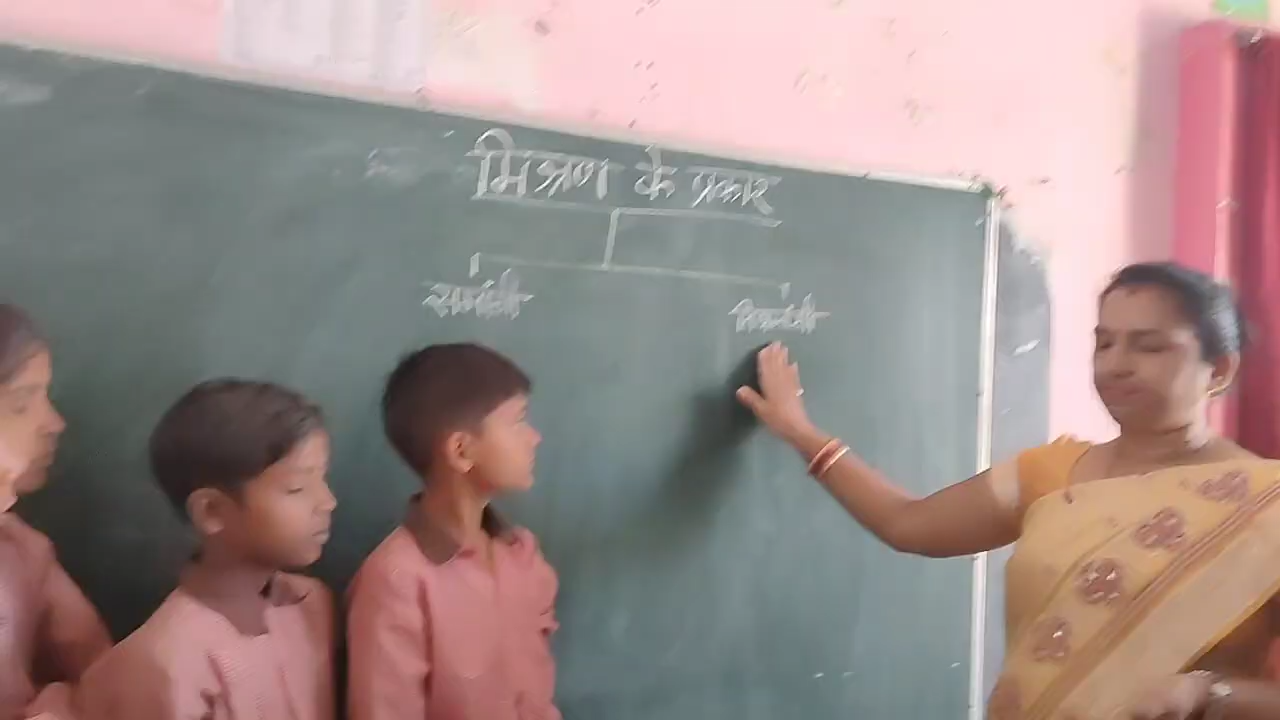 मिश्रण के प्रकार
समांगी विषमांगी